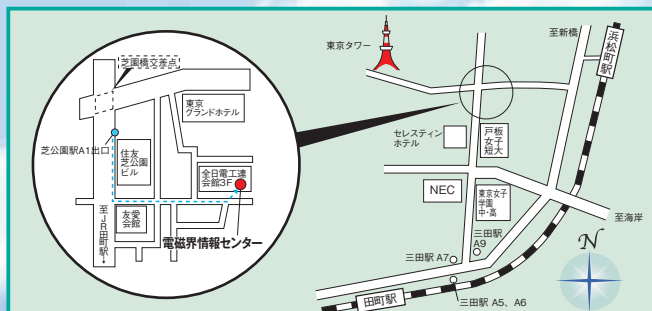 芝園橋交差点
東京
グランドホテル
芝公園駅A1出口
住友
芝公園
ビル
全日電工連
会館3F
友愛
会館
至JR田町駅
電磁界情報センター
東京タワー
至新橋
浜松町駅
セレスティン
ホテル
戸板
女子
短大
NEC
東京女子
学園
中・高
至海岸
三田駅
A9
三田駅 A7
田町駅
三田駅 A5、A6
N